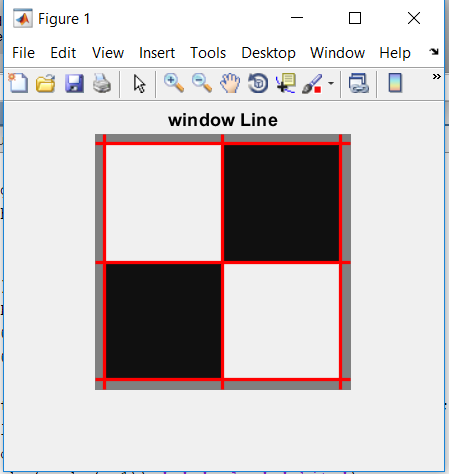 Figure 1
File Edit View Insert Tools Desktop Window Help
window Line